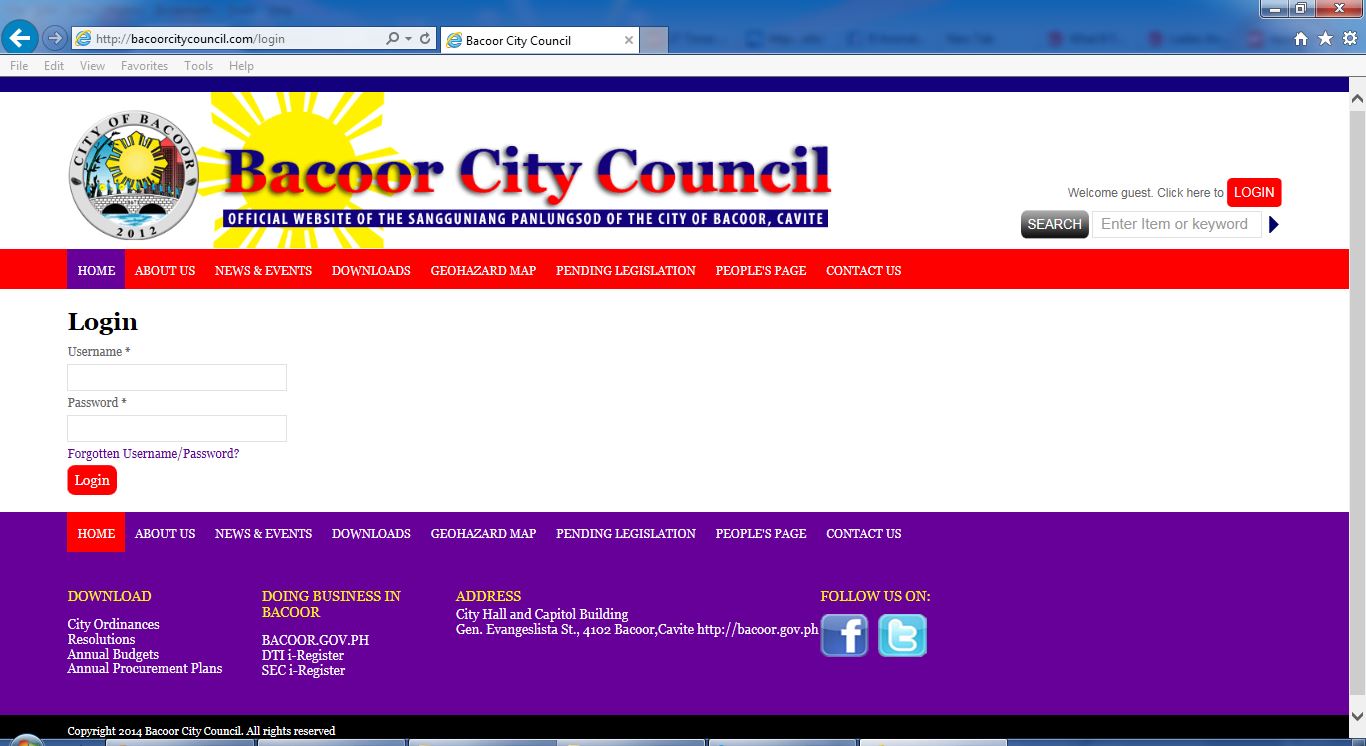 http://bacoorcitycouncil.com/login
Bacoor City Council
File Edit View Favorites Tools Help
CITY OF BACOOR
2012
Bacoor City Council
OFFICIAL WEBSITE OF THE SANGGUNIANG PANLUNGSOD OF THE CITY OF BACOOR, CAVITE
Welcome guest. Click here to LOGIN
SEARCH Enter Item or keyword
HOME ABOUT US NEWS & EVENTS DOWNLOADS GEOHAZARD MAP PENDING LEGISLATION PEOPLE'S PAGE CONTACT US
Login
Username *
Password *
Forgotten Username/Password?
Login
HOME ABOUT US NEWS & EVENTS DOWNLOADS GEOHAZARD MAP PENDING LEGISLATION PEOPLE'S PAGE CONTACT US
DOWNLOAD
City Ordinances
Resolutions
Annual Budgets
Annual Procurement Plans
DOING BUSINESS IN
BACOOR
BACOOR.GOV.PH
DTI i-Register
SEC i-Register
ADDRESS
City Hall and Capitol Building
Gen. Evangeslista St., 4102 Bacoor,Cavite http://bacoor.gov.ph
FOLLOW US ON:
Copyright 2014 Bacoor City Council. All rights reserved